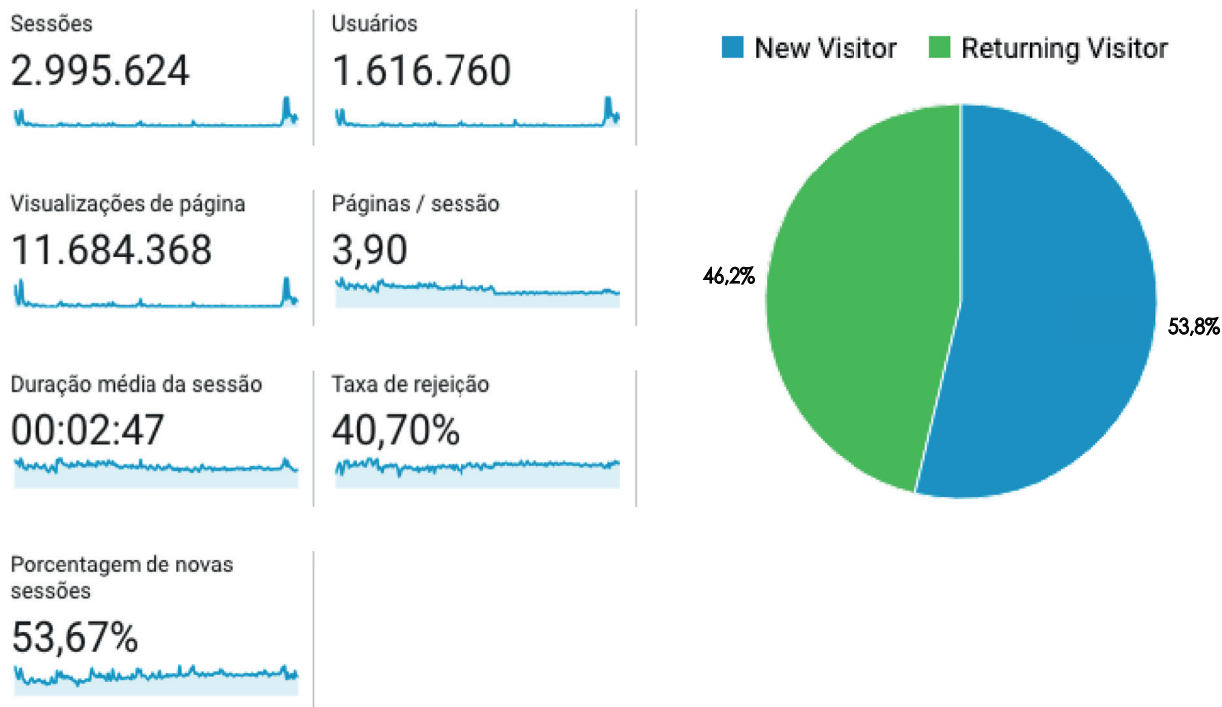 Sessões
2.995.624
Usuários
1.616.760
Visualizações de página
11.684.368
Páginas / sessão
3,90
Duração média da sessão
00:02:47
Taxa de rejeição
40,70%
Porcentagem de novas
sessões
53,67%
New Visitor
Returning Visitor
46,2%
53,8%